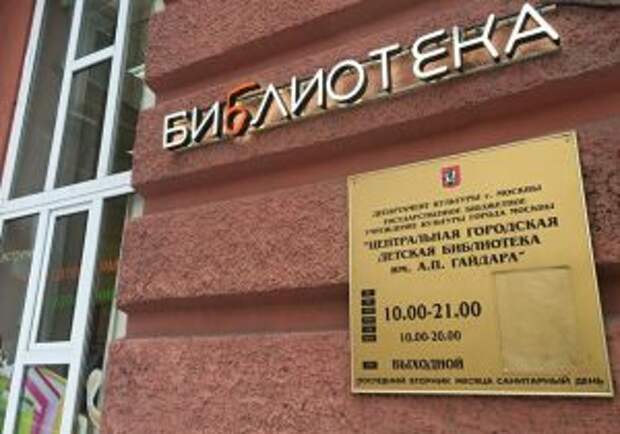 БИБЛИОТЕКА
ДЕПАРТАМЕНТ КУЛЬТУРЫ г. МОСКВЫ
ГОСУДАРСТВЕННОЕ БЮДЖЕТНОЕ
УЧРЕЖДЕНИЕ КУЛЬТУРЫ ГОРОДА МОСКВЫ
"ЦЕНТРАЛЬНАЯ ГОРОДСКАЯ
ДЕТСКАЯ БИБЛИОТЕКА
им. А.П. ГАЙДАРА"
10.00-21.00
10.00-20.00
ВЫХОДНОЙ
ПОСЛЕДНИЙ ВТОРНИК МЕСЯЦА САНИТАРНЫЙ ДЕНЬ